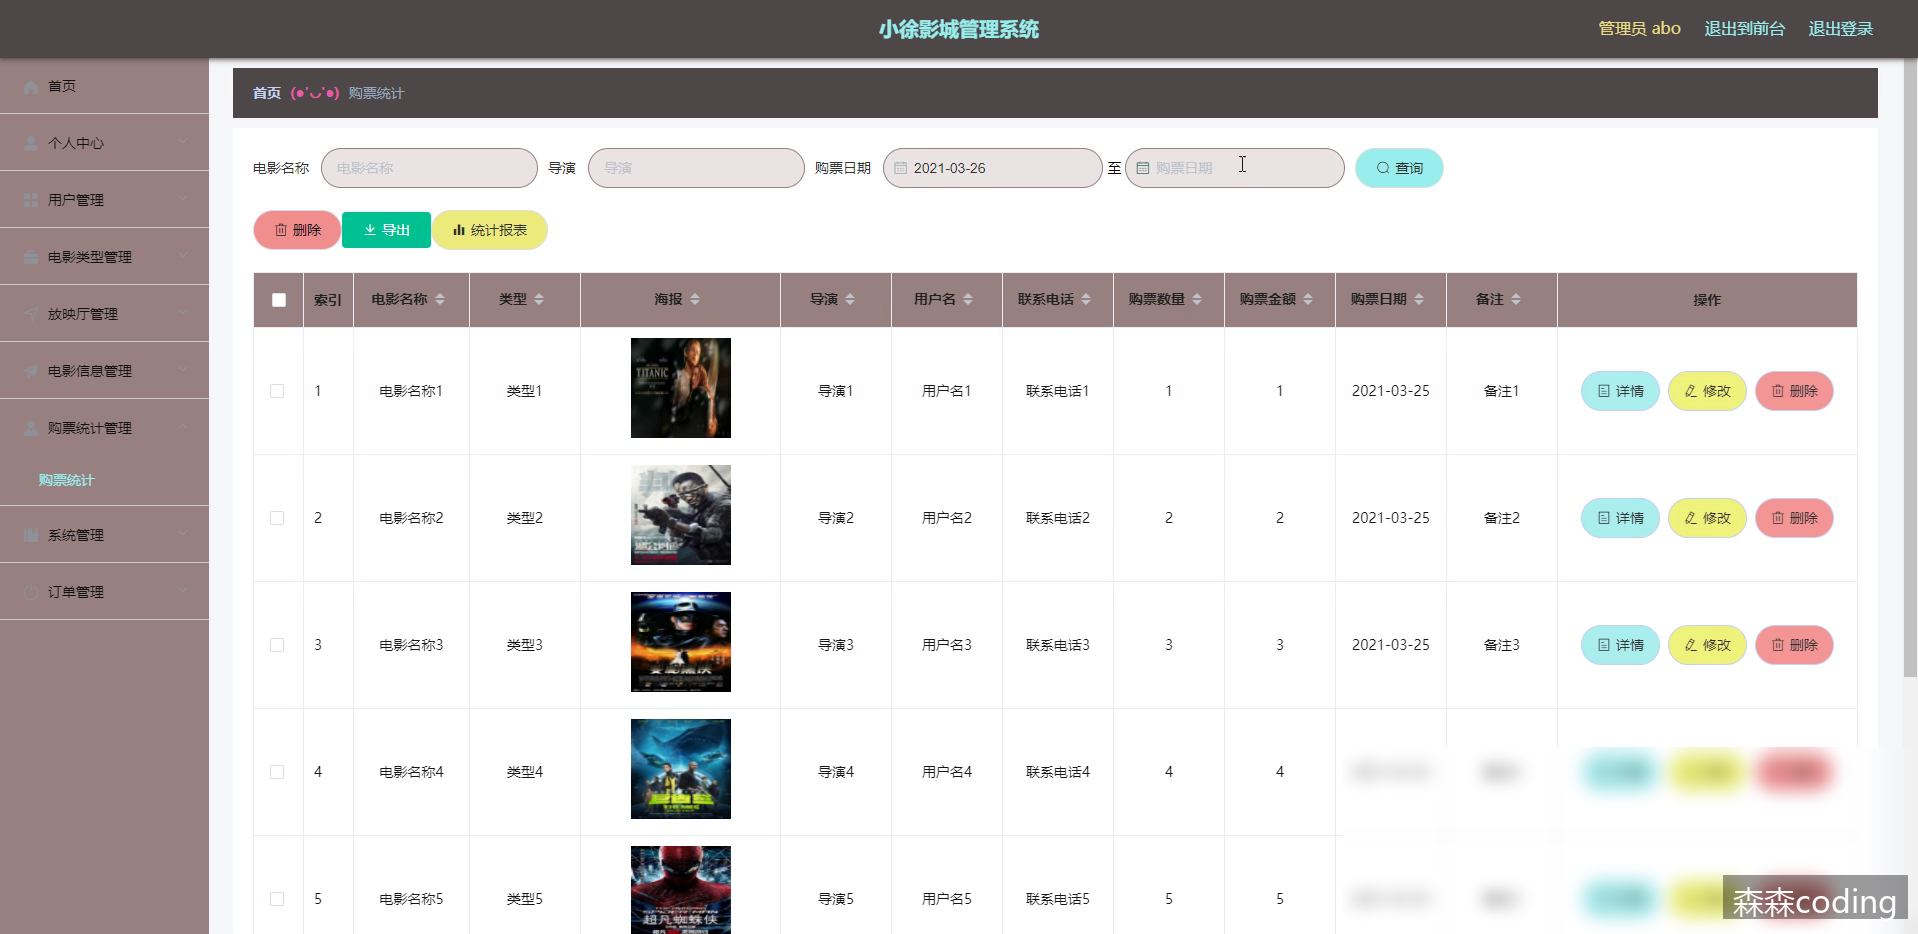 小徐影城管理系统
管理员 abo 退出到前台 退出登录
首页
个人中心
用户管理
电影类型管理
放映厅管理
电影信息管理
购票统计管理
购票统计
系统管理
订单管理
首页 (●'◡'●) 购票统计
电影名称 电影名称 导演 导演 购票日期 2021-03-26 至 购票日期 查询
删除 导出 统计报表
索引 电影名称 类型 海报 导演 用户名 联系电话 购票数量 购票金额 购票日期 备注 操作
TITANIC
1 电影名称1 类型1 导演1 用户名1 联系电话1 1 1 2021-03-25 备注1 详情 修改 删除
2 电影名称2 类型2 导演2 用户名2 联系电话2 2 2 2021-03-25 备注2 详情 修改 删除
3 电影名称3 类型3 导演3 用户名3 联系电话3 3 3 2021-03-25 备注3 详情 修改 删除
4 电影名称4 类型4 导演4 用户名4 联系电话4 4 4
5 电影名称5 类型5 导演5 用户名5 联系电话5 5 5
超凡蜘蛛侠
森森coding